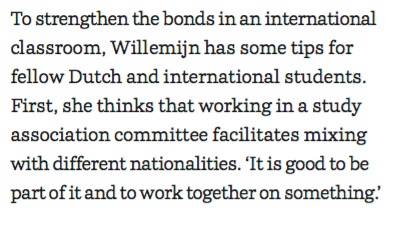 To strengthen the bonds in an international
classroom, Willemijn has some tips for
fellow Dutch and international students.
First, she thinks that working in a study
association committee facilitates mixing
with different nationalities. ‘It is good to be
part of it and to work together on something.’